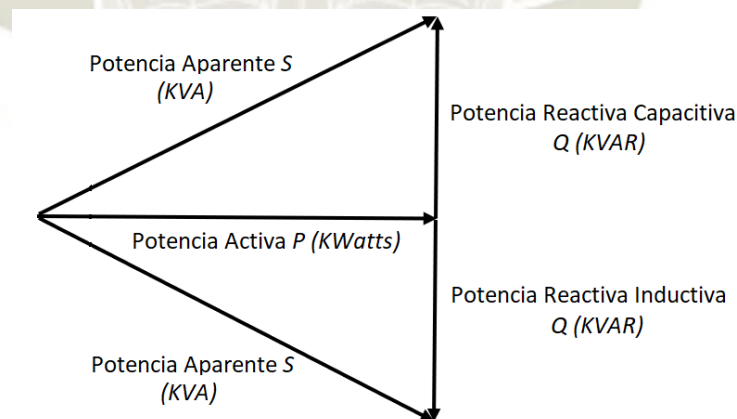 Potencia Aparente S
(KVA)
Potencia Reactiva Capacitiva
Q (KVAR)
Potencia Activa P (KWatts)
Potencia Reactiva Inductiva
Q (KVAR)
Potencia Aparente S
(KVA)